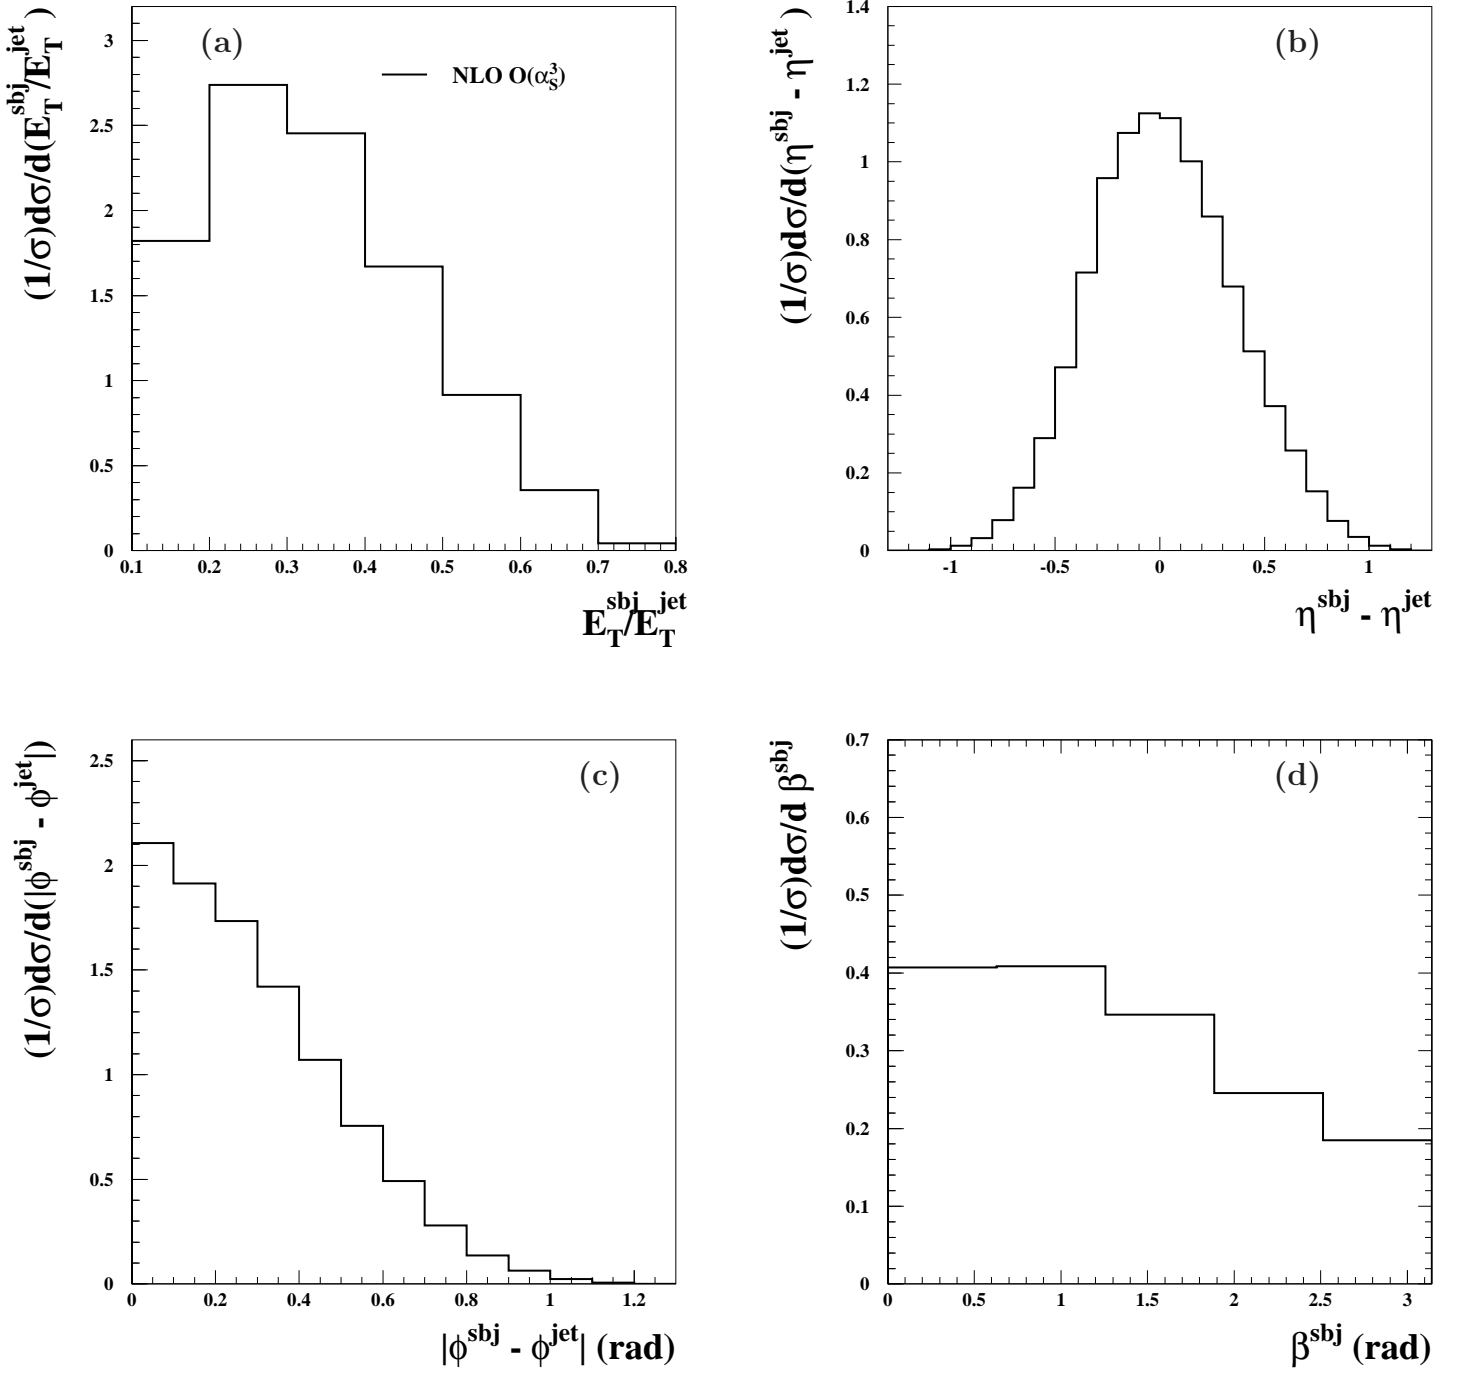 (a)
NLO O(α_S^3)
(1/σ)dσ/d(E_T^sbj/E_T^jet)
3
2.5
2
1.5
1
0.5
0
0.1 0.2 0.3 0.4 0.5 0.6 0.7 0.8
E_T^sbj/E_T^jet
(b)
(1/σ)dσ/d(η^sbj - η^jet)
1.4
1.2
1
0.8
0.6
0.4
0.2
0
-1 -0.5 0 0.5 1
η^sbj - η^jet
(c)
(1/σ)dσ/d(|φ^sbj - φ^jet|)
2.5
2
1.5
1
0.5
0
0 0.2 0.4 0.6 0.8 1 1.2
|φ^sbj - φ^jet| (rad)
(d)
(1/σ)dσ/d β^sbj
0.7
0.6
0.5
0.4
0.3
0.2
0.1
0
0 0.5 1 1.5 2 2.5 3
β^sbj (rad)